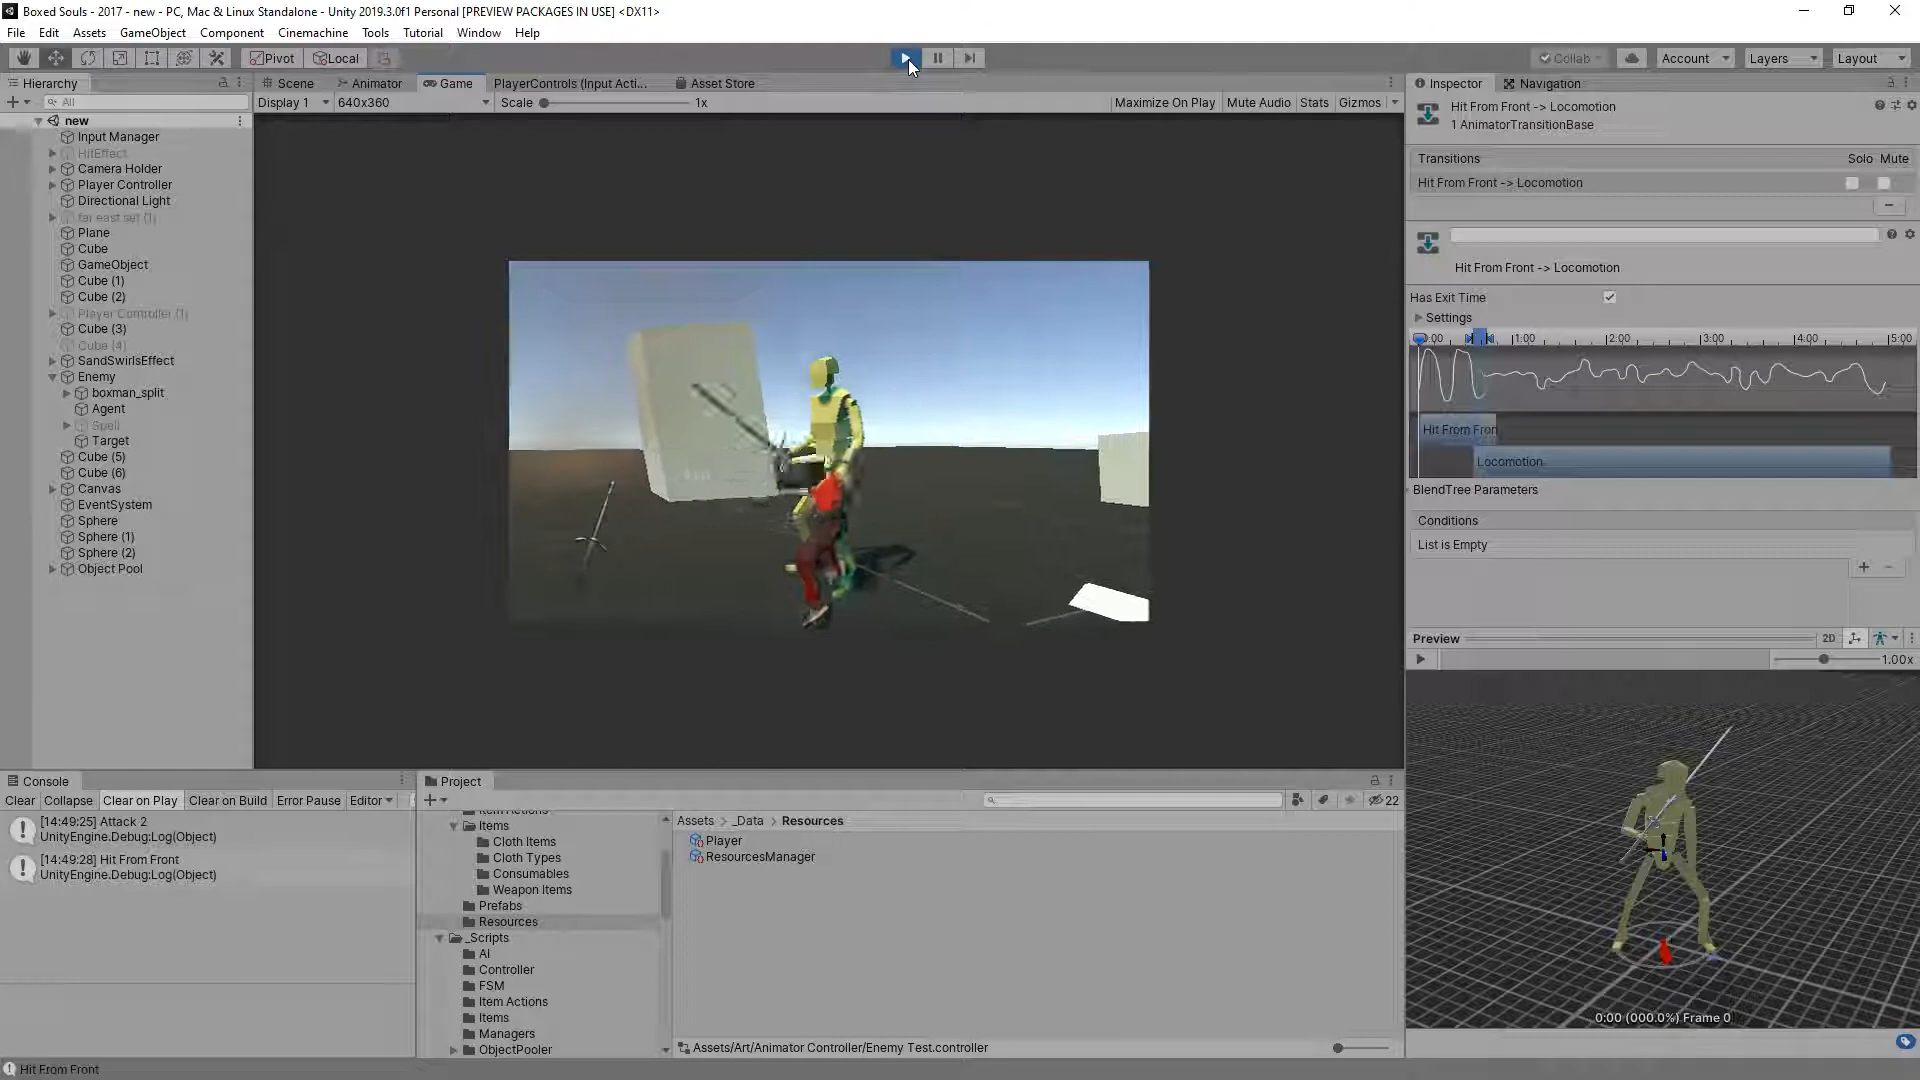 Boxed Souls - 2017 - new - PC, Mac & Linux Standalone - Unity 2019.3.0f1 Personal [PREVIEW PACKAGES IN USE] <DX11>
File Edit Assets GameObject Component Cinemachine Tools Tutorial Window Help
Pivot Local Collab Account Layers Layout
Hierarchy Scene Animator Game PlayerControls (Input Acti... Asset Store Inspector Navigation
All Display 1 640x360 Scale 1x Maximize On Play Mute Audio Stats Gizmos
Hit From Front -> Locomotion
1 AnimatorTransitionBase
new
Input Manager
HitEffect
Camera Holder
Player Controller
Directional Light
far east set (1)
Plane
Cube
GameObject
Cube (1)
Cube (2)
Player Controller (1)
Cube (3)
Cube (4)
SandSwirlsEffect
Enemy
boxman_split
Agent
Spell
Target
Cube (5)
Cube (6)
Canvas
EventSystem
Sphere
Sphere (1)
Sphere (2)
Object Pool
Transitions Solo Mute
Hit From Front -> Locomotion
Hit From Front -> Locomotion
Has Exit Time
Settings
0:00 1:00 2:00 3:00 4:00 5:00
Hit From Fron
Locomotion
BlendTree Parameters
Conditions
List is Empty
Preview 2D
1.00x
0:00 (000.0%) Frame 0
Console
Clear Collapse Clear on Play Clear on Build Error Pause Editor
[14:49:25] Attack 2
UnityEngine.Debug:Log(Object)
[14:49:28] Hit From Front
UnityEngine.Debug:Log(Object)
Project
22
Item Actions
Items
Cloth Items
Cloth Types
Consumables
Weapon Items
Prefabs
Resources
_Scripts
AI
Controller
FSM
Item Actions
Items
Managers
ObjectPooler
Assets > _Data > Resources
Player
ResourcesManager
Assets/Art/Animator Controller/Enemy Test.controller
Hit From Front